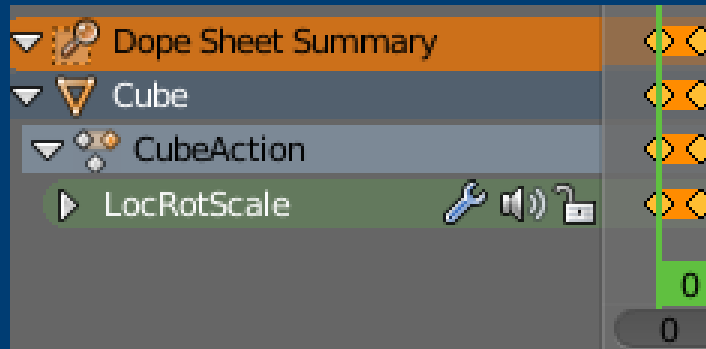 Dope Sheet Summary
Cube
CubeAction
LocRotScale
0
0